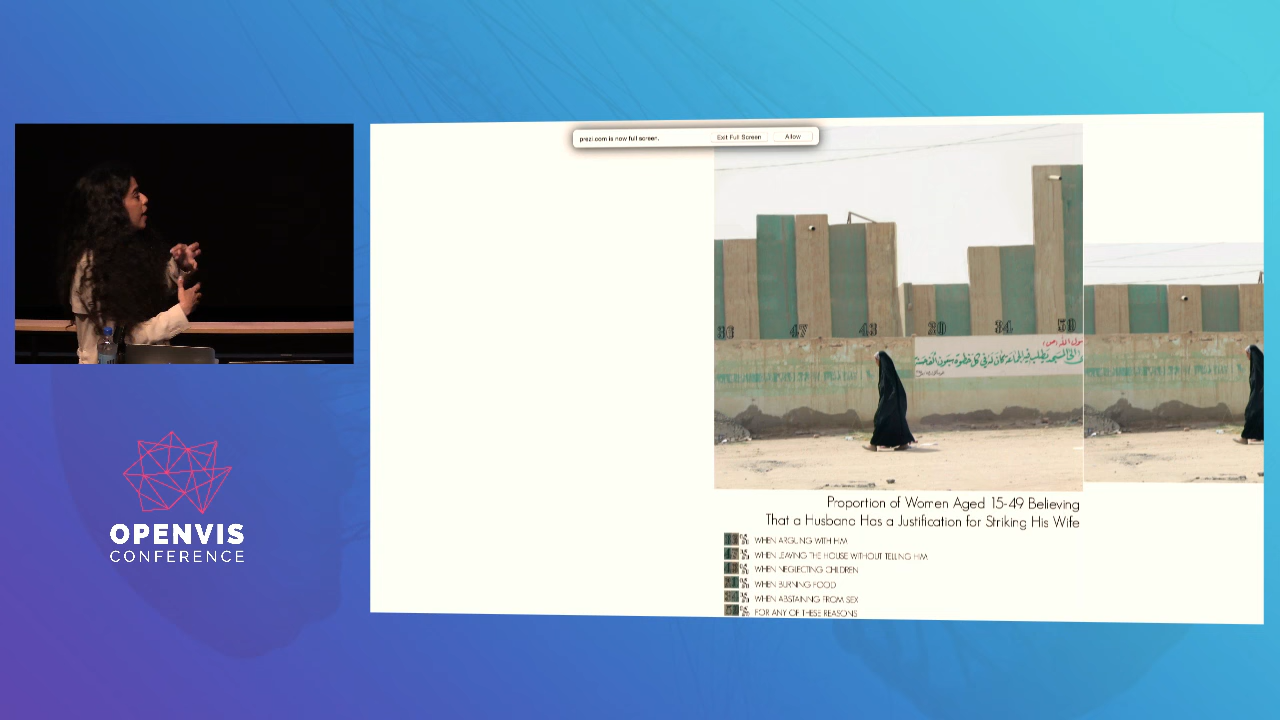 prezi.com is now full screen.
Exit Full Screen
Allow
36 47 43 20 34 50
Proportion of Women Aged 15-49 Believing
That a Husband Has a Justification for Striking His Wife
WHEN ARGUING WITH HIM
WHEN LEAVING THE HOUSE WITHOUT TELLING HIM
WHEN NEGLECTING CHILDREN
WHEN BURNING FOOD
WHEN ABSTAINING FROM SEX
FOR ANY OF THESE REASONS
OPENVIS
CONFERENCE